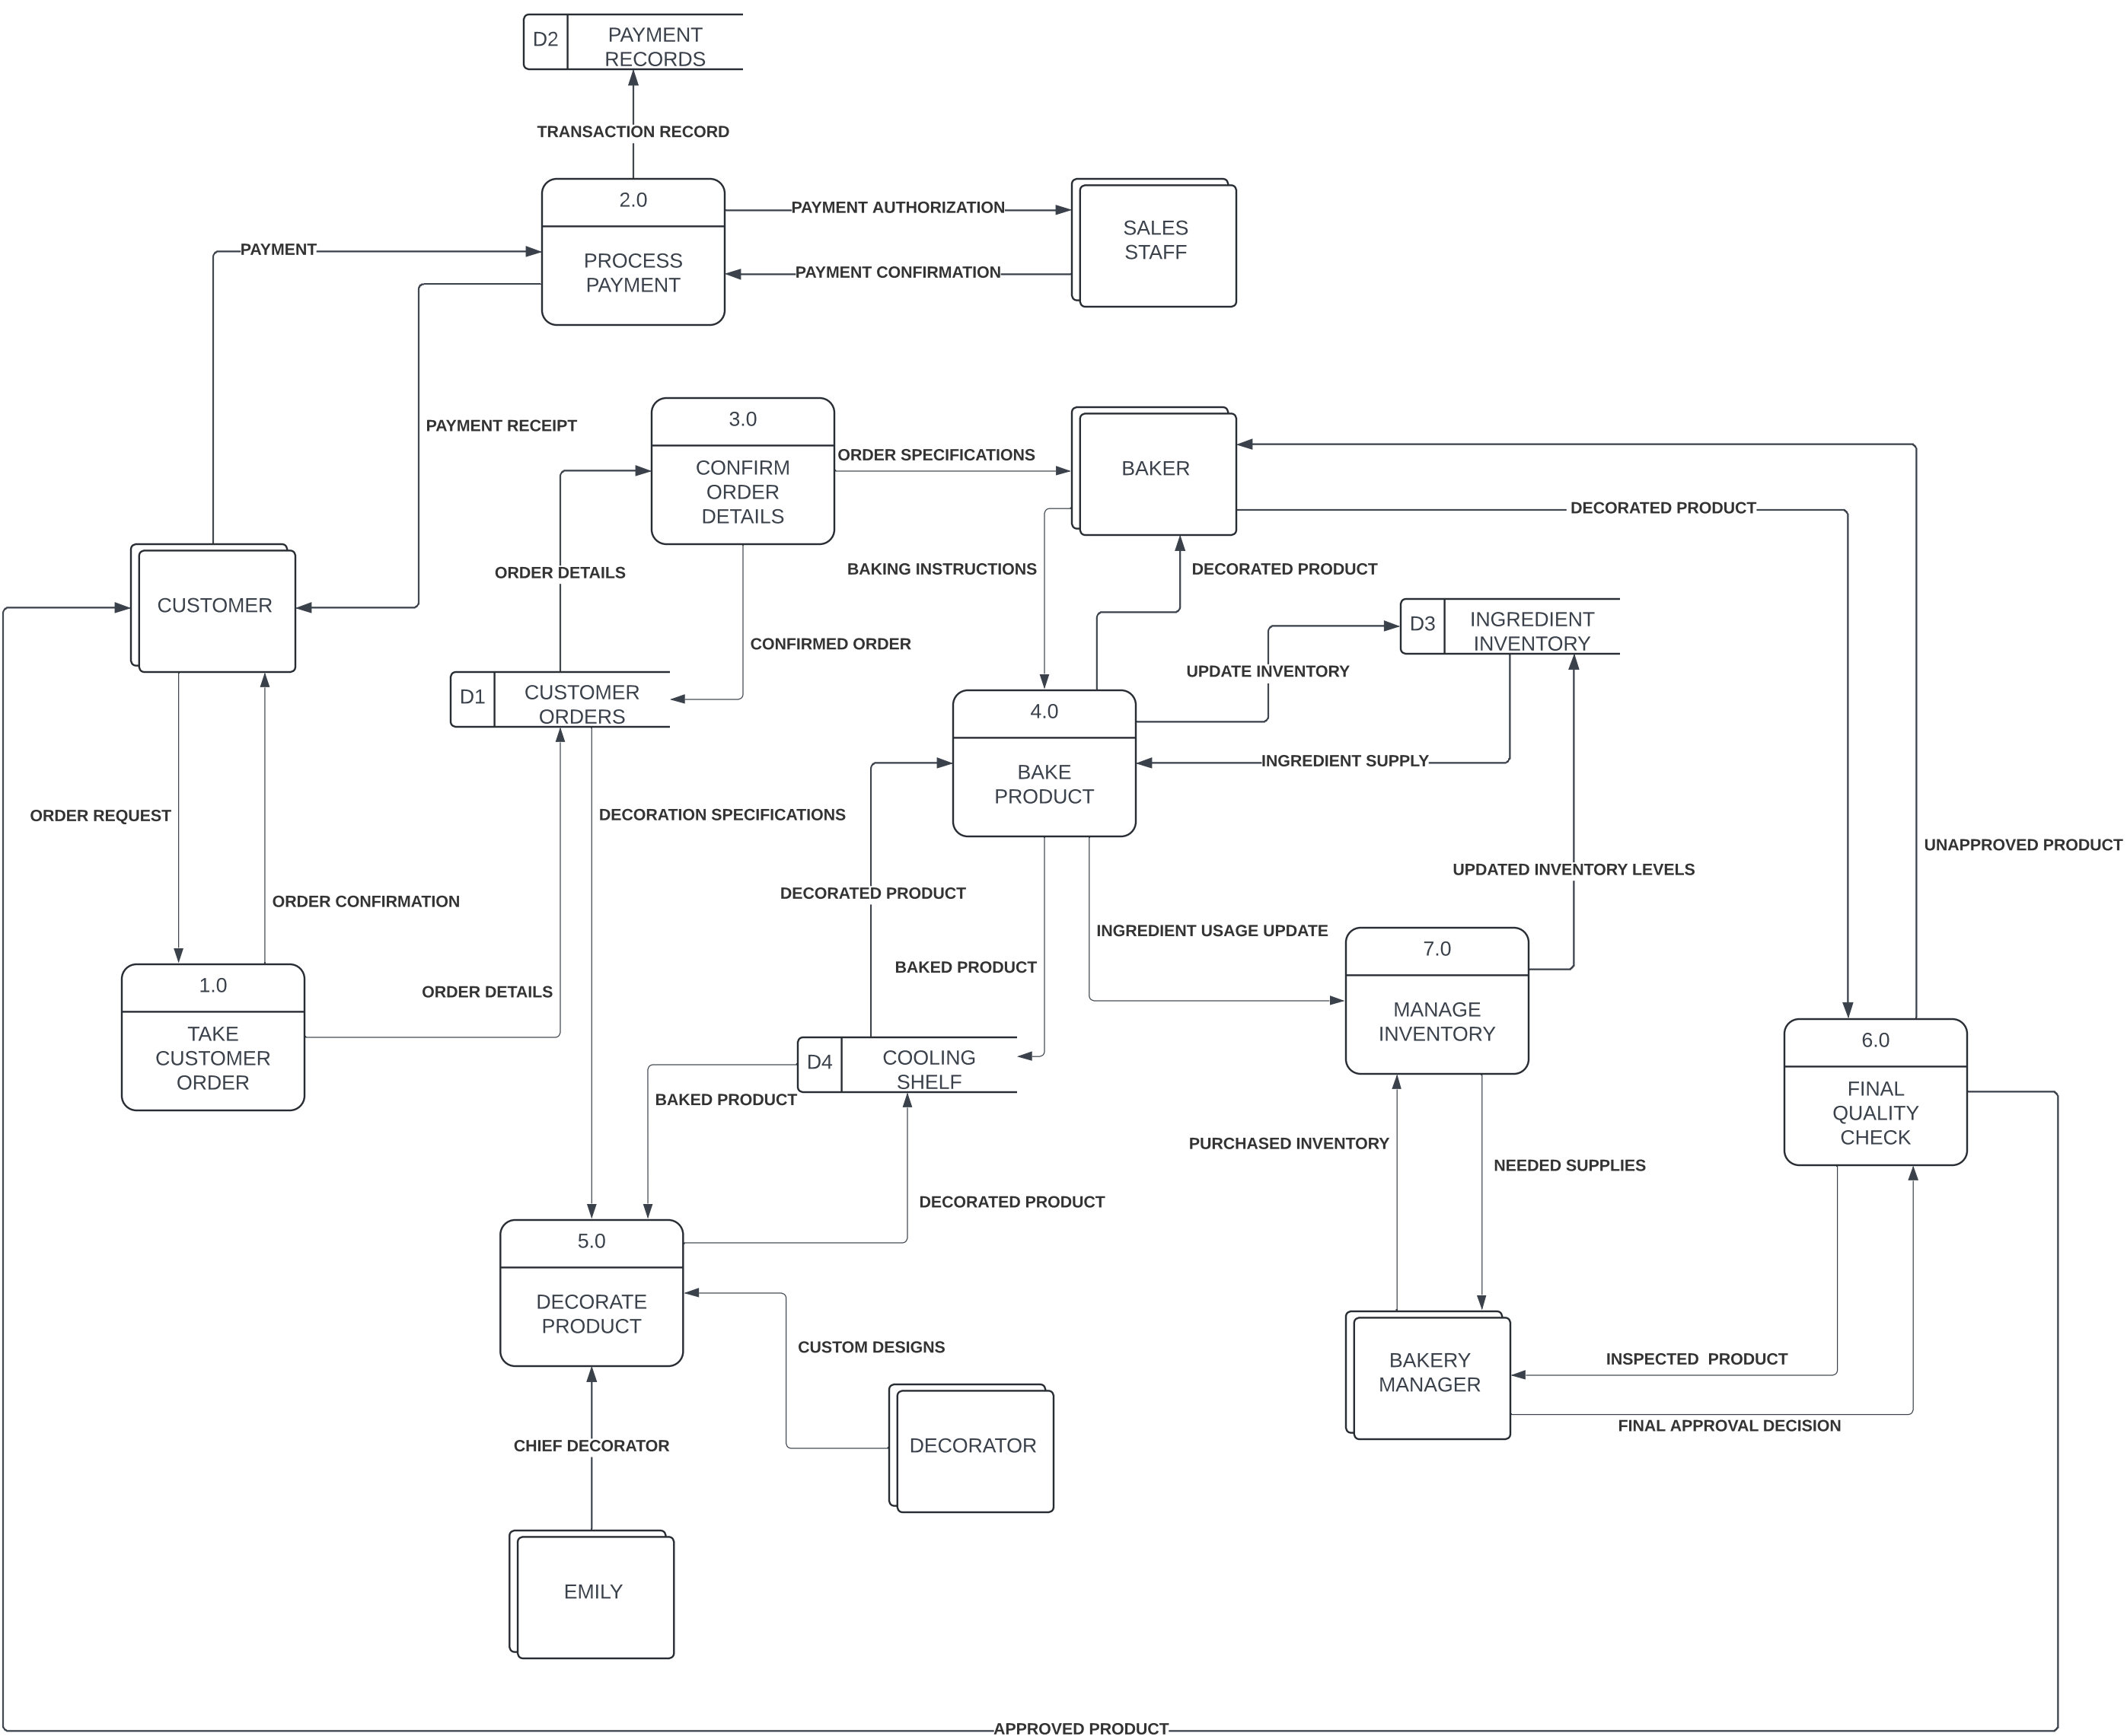 D2
PAYMENT
RECORDS
TRANSACTION RECORD
2.0
PROCESS
PAYMENT
PAYMENT AUTHORIZATION
PAYMENT CONFIRMATION
SALES
STAFF
PAYMENT
PAYMENT RECEIPT
3.0
CONFIRM
ORDER
DETAILS
ORDER SPECIFICATIONS
BAKER
DECORATED PRODUCT
ORDER DETAILS
BAKING INSTRUCTIONS
DECORATED PRODUCT
CUSTOMER
CONFIRMED ORDER
D3
INGREDIENT
INVENTORY
UPDATE INVENTORY
D1
CUSTOMER
ORDERS
4.0
BAKE
PRODUCT
INGREDIENT SUPPLY
ORDER REQUEST
DECORATION SPECIFICATIONS
UNAPPROVED PRODUCT
UPDATED INVENTORY LEVELS
ORDER CONFIRMATION
DECORATED PRODUCT
INGREDIENT USAGE UPDATE
BAKED PRODUCT
7.0
MANAGE
INVENTORY
1.0
TAKE
CUSTOMER
ORDER
ORDER DETAILS
D4
COOLING
SHELF
6.0
FINAL
QUALITY
CHECK
BAKED PRODUCT
PURCHASED INVENTORY
NEEDED SUPPLIES
DECORATED PRODUCT
5.0
DECORATE
PRODUCT
CUSTOM DESIGNS
BAKERY
MANAGER
INSPECTED  PRODUCT
FINAL APPROVAL DECISION
CHIEF DECORATOR
DECORATOR
EMILY
APPROVED PRODUCT